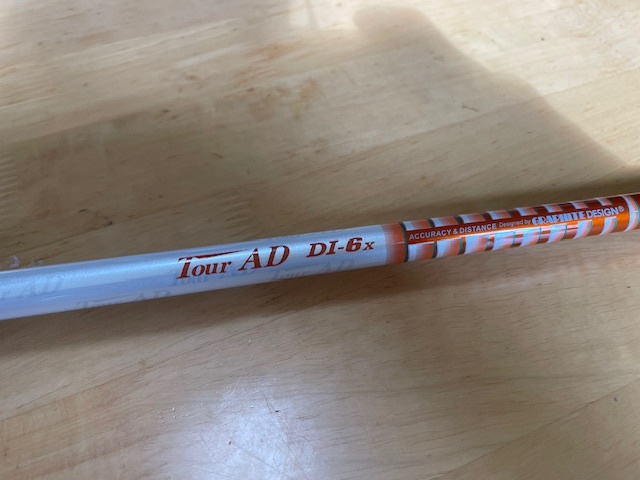 Tour AD DI-6x
ACCURACY & DISTANCE Designed by GRAPHITE DESIGN®